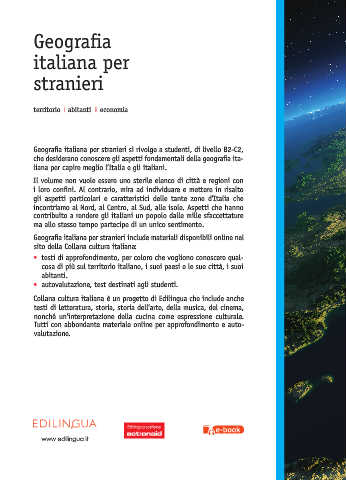 Geografia
italiana per
stranieri
territorio I abitanti I economia
Geografia italiana per stranieri si rivolge a studenti, di livello B2-C2,
che desiderano conoscere gli aspetti fondamentali della geografia ita-
liana per capire meglio l'Italia e gli italiani.
Il volume non vuole essere uno sterile elenco di città e regioni con
i loro confini. Al contrario, mira ad individuare e mettere in risalto
gli aspetti particolari e caratteristici delle tante zone d'Italia che
incontriamo al Nord, al Centro, al Sud, alle isole. Aspetti che hanno
contribuito a rendere gli italiani un popolo dalle mille sfaccettature
ma allo stesso tempo partecipe di un unico sentimento.
Geografia italiana per stranieri include materiali disponibili online nel
sito della Collana cultura italiana:
• testi di approfondimento, per coloro che vogliono conoscere qual-
cosa di più sul territorio italiano, i suoi paesi e le sue città, i suoi
abitanti.
• autovalutazione, test destinati agli studenti.
Collana cultura italiana è un progetto di Edilingua che include anche
testi di letteratura, storia, storia dell'arte, della musica, del cinema,
nonché un'interpretazione della cucina come espressione culturale.
Tutti con abbondante materiale online per approfondimento e auto-
valutazione.
EDILINGUA
www.edilingua.it
Edilingua sostiene
act:onaid
e-book